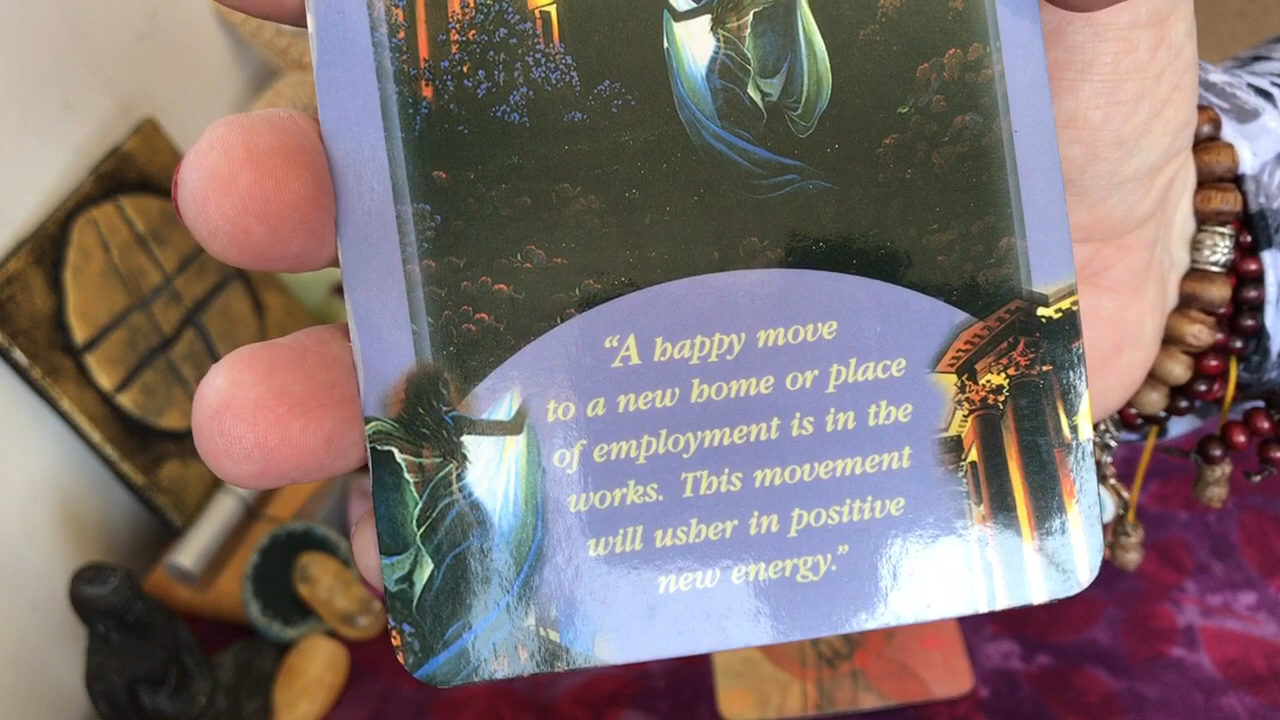 “A happy move
to a new home or place
of employment is in the
works. This movement
will usher in positive
new energy.”